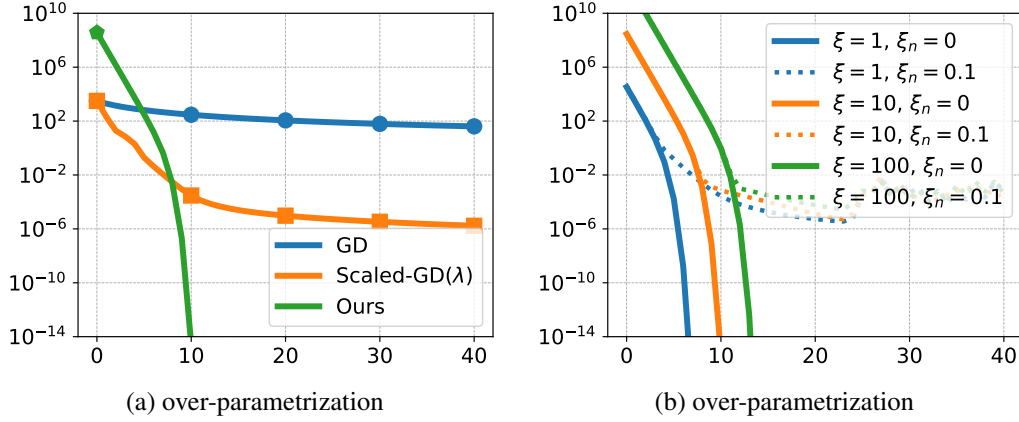 10^10
10^6
10^2
10^−2
10^−6
10^−10
10^−14
0 10 20 30 40
GD
Scaled-GD(λ)
Ours
(a) over-parametrization
10^10
10^6
10^2
10^−2
10^−6
10^−10
10^−14
0 10 20 30 40
ξ = 1, ξ_n = 0
ξ = 1, ξ_n = 0.1
ξ = 10, ξ_n = 0
ξ = 10, ξ_n = 0.1
ξ = 100, ξ_n = 0
ξ = 100, ξ_n = 0.1
(b) over-parametrization